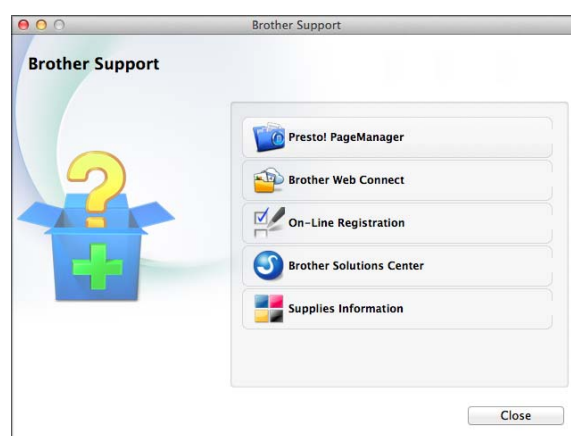 Brother Support
Brother Support
Presto! PageManager
Brother Web Connect
On-Line Registration
Brother Solutions Center
Supplies Information
Close